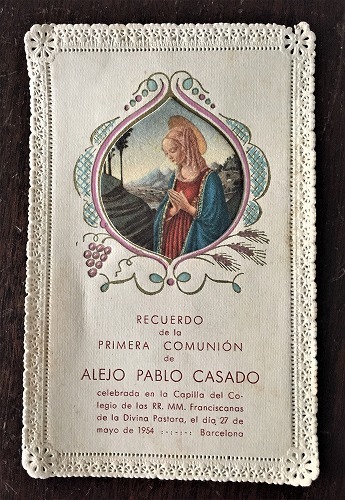 RECUERDO
de la
PRIMERA COMUNIÓN
de
ALEJO PABLO CASADO
celebrada en la Capilla del Co-
legio de las RR. MM. Franciscanas
de la Divina Pastora, el día 27 de
mayo de 1954 :-:-:-: Barcelona